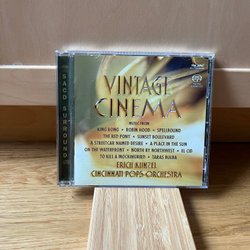 VINTAGE
CINEMA
MUSIC FROM
KING KONG • ROBIN HOOD • SPELLBOUND
THE RED PONY • SUNSET BOULEVARD
A STREETCAR NAMED DESIRE • A PLACE IN THE SUN
ON THE WATERFRONT • NORTH BY NORTHWEST • EL CID
TO KILL A MOCKINGBIRD • TARAS BULBA
ERICH KUNZEL
CINCINNATI POPS ORCHESTRA
SACD SURROUND